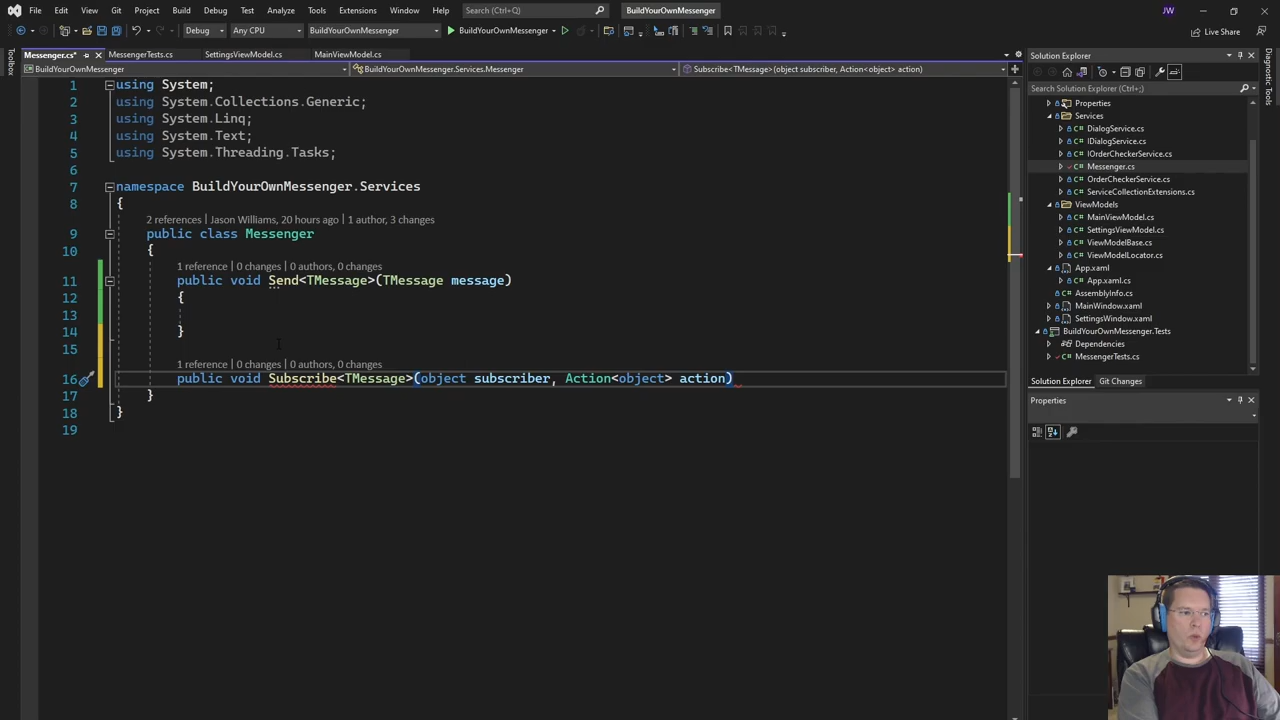 File Edit View Git Project Build Debug Test Analyze Tools Extensions Window Help Search (Ctrl+Q) BuildYourOwnMessenger JW
Debug Any CPU BuildYourOwnMessenger BuildYourOwnMessenger Live Share
Toolbox
Messenger.cs* MessengerTests.cs SettingsViewModel.cs MainViewModel.cs
BuildYourOwnMessenger BuildYourOwnMessenger.Services.Messenger Subscribe<TMessage>(object subscriber, Action<object> action)
1 using System;
2 using System.Collections.Generic;
3 using System.Linq;
4 using System.Text;
5 using System.Threading.Tasks;
6
7 namespace BuildYourOwnMessenger.Services
8 {
2 references | Jason Williams, 20 hours ago | 1 author, 3 changes
9 public class Messenger
10 {
1 reference | 0 changes | 0 authors, 0 changes
11 public void Send<TMessage>(TMessage message)
12 {
13
14 }
15
1 reference | 0 changes | 0 authors, 0 changes
16 public void Subscribe<TMessage>(object subscriber, Action<object> action)
17 }
18 }
19
Solution Explorer
Search Solution Explorer (Ctrl+;)
Properties
Services
DialogService.cs
IDialogService.cs
IOrderCheckerService.cs
Messenger.cs
OrderCheckerService.cs
ServiceCollectionExtensions.cs
ViewModels
MainViewModel.cs
SettingsViewModel.cs
ViewModelBase.cs
ViewModelLocator.cs
App.xaml
App.xaml.cs
AssemblyInfo.cs
MainWindow.xaml
SettingsWindow.xaml
BuildYourOwnMessenger.Tests
Dependencies
MessengerTests.cs
Solution Explorer Git Changes
Properties
Diagnostic Tools